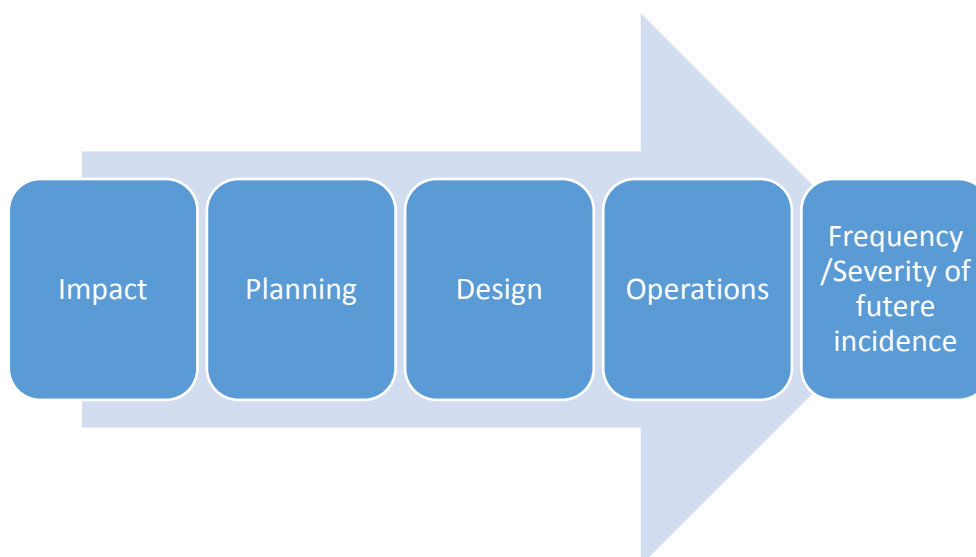 Impact
Planning
Design
Operations
Frequency
/Severity of
futere
incidence